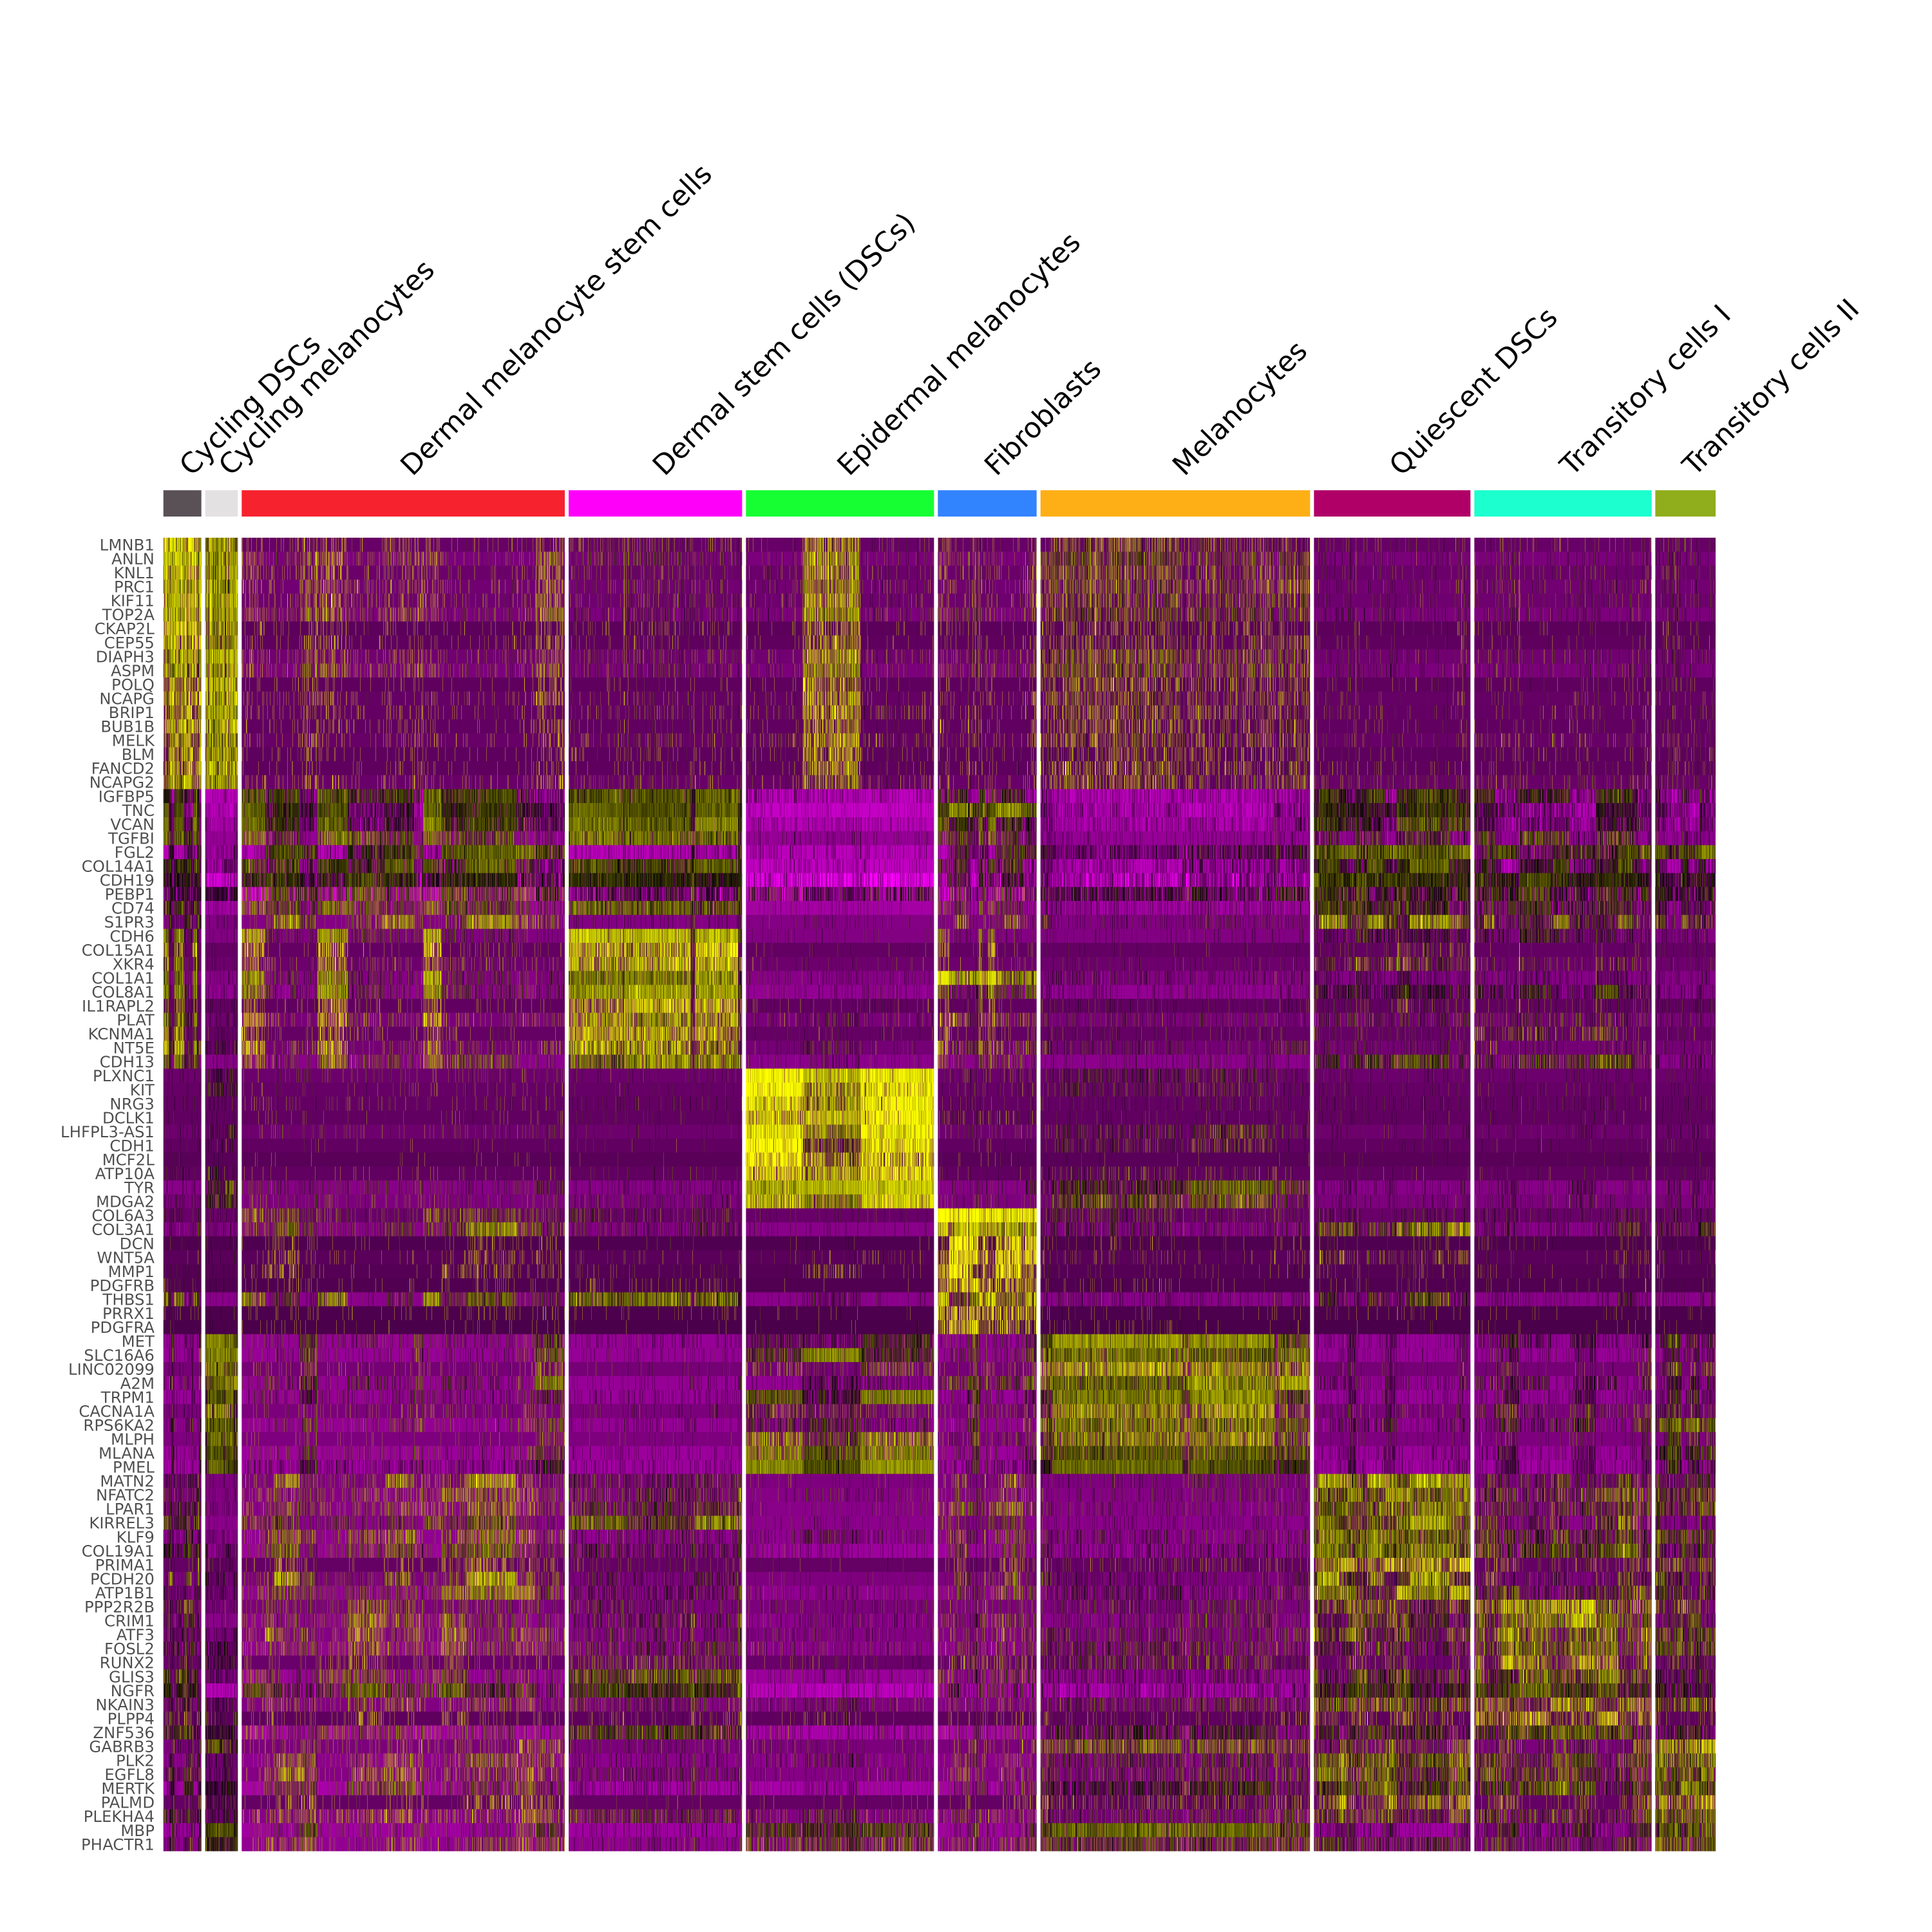 Cycling DSCs
Cycling melanocytes
Dermal melanocyte stem cells
Dermal stem cells (DSCs)
Epidermal melanocytes
Fibroblasts
Melanocytes
Quiescent DSCs
Transitory cells I
Transitory cells II
LMNB1
ANLN
KNL1
PRC1
KIF11
TOP2A
CKAP2L
CEP55
DIAPH3
ASPM
POLQ
NCAPG
BRIP1
BUB1B
MELK
BLM
FANCD2
NCAPG2
IGFBP5
TNC
VCAN
TGFBI
FGL2
COL14A1
CDH19
PEBP1
CD74
S1PR3
CDH6
COL15A1
XKR4
COL1A1
COL8A1
IL1RAPL2
PLAT
KCNMA1
NT5E
CDH13
PLXNC1
KIT
NRG3
DCLK1
LHFPL3-AS1
CDH1
MCF2L
ATP10A
TYR
MDGA2
COL6A3
COL3A1
DCN
WNT5A
MMP1
PDGFRB
THBS1
PRRX1
PDGFRA
MET
SLC16A6
LINC02099
A2M
TRPM1
CACNA1A
RPS6KA2
MLPH
MLANA
PMEL
MATN2
NFATC2
LPAR1
KIRREL3
KLF9
COL19A1
PRIMA1
PCDH20
ATP1B1
PPP2R2B
CRIM1
ATF3
FOSL2
RUNX2
GLIS3
NGFR
NKAIN3
PLPP4
ZNF536
GABRB3
PLK2
EGFL8
MERTK
PALMD
PLEKHA4
MBP
PHACTR1